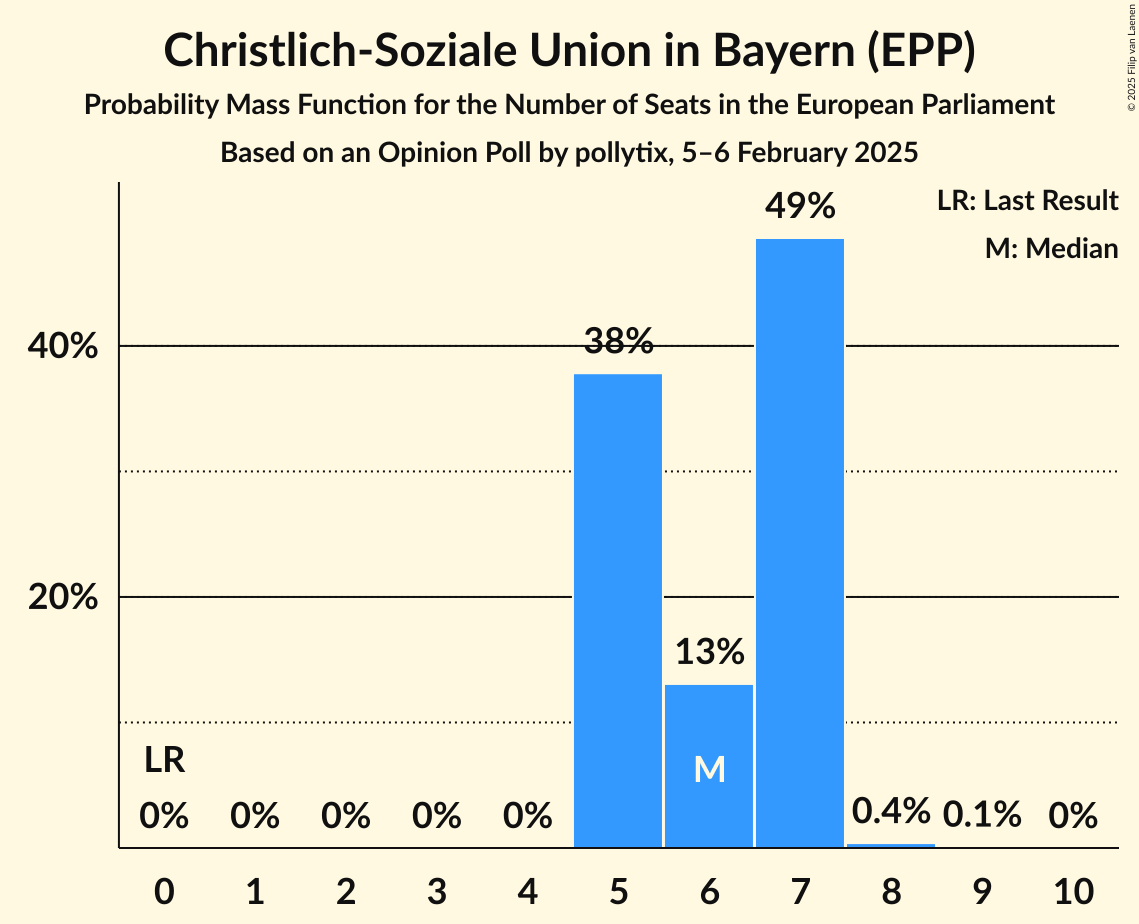 Christlich-Soziale Union in Bayern (EPP)
Probability Mass Function for the Number of Seats in the European Parliament
Based on an Opinion Poll by pollytix, 5–6 February 2025
© 2025 Filip van Laenen
LR: Last Result
M: Median
49%
40%
38%
20%
13%
M
LR
0% 0% 0% 0% 0% 0.4% 0.1% 0%
0 1 2 3 4 5 6 7 8 9 10